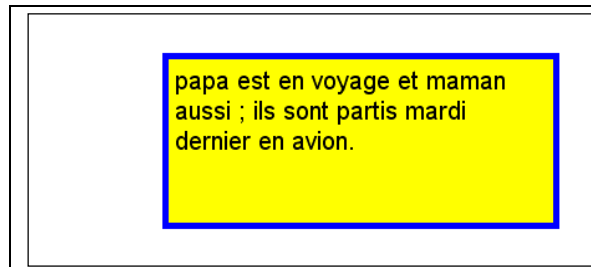 papa est en voyage et maman
aussi ; ils sont partis mardi
dernier en avion.